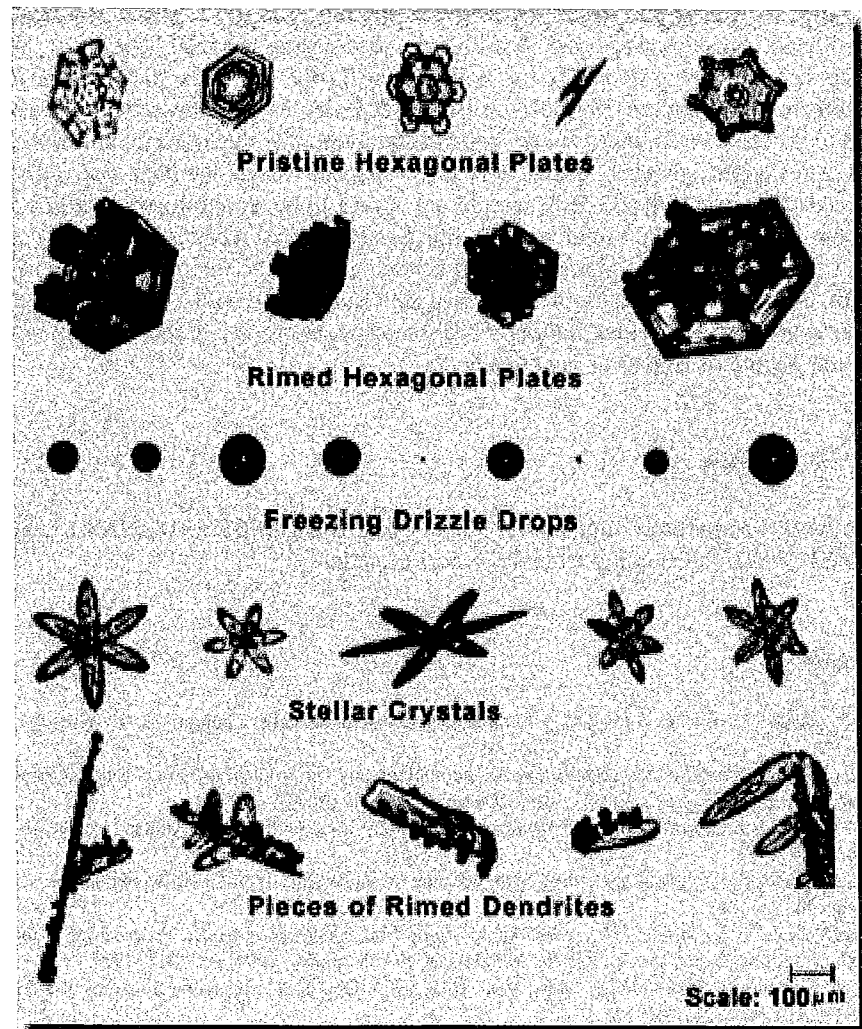 Pristine Hexagonal Plates
Rimed Hexagonal Plates
Freezing Drizzle Drops
Stellar Crystals
Pieces of Rimed Dendrites
Scale: 100μm